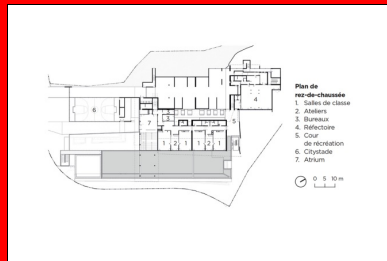 Plan de
rez-de-chaussée
1. Salles de classe
2. Ateliers
3. Bureaux
4. Réfectoire
5. Cour
de récréation
6. Citystade
7. Atrium
0 5 10 m
6
7
3
4
5
1 2 1 1 2 1